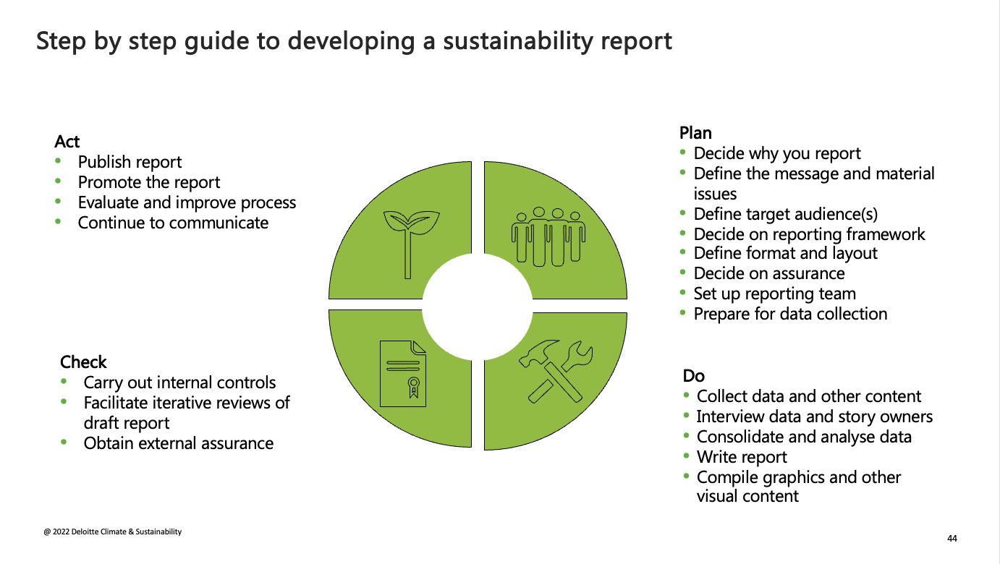 Step by step guide to developing a sustainability report
Act
• Publish report
• Promote the report
• Evaluate and improve process
• Continue to communicate
Plan
• Decide why you report
• Define the message and material
issues
• Define target audience(s)
• Decide on reporting framework
• Define format and layout
• Decide on assurance
• Set up reporting team
• Prepare for data collection
Check
• Carry out internal controls
• Facilitate iterative reviews of
draft report
• Obtain external assurance
Do
• Collect data and other content
• Interview data and story owners
• Consolidate and analyse data
• Write report
• Compile graphics and other
visual content
@ 2022 Deloitte Climate & Sustainability
44